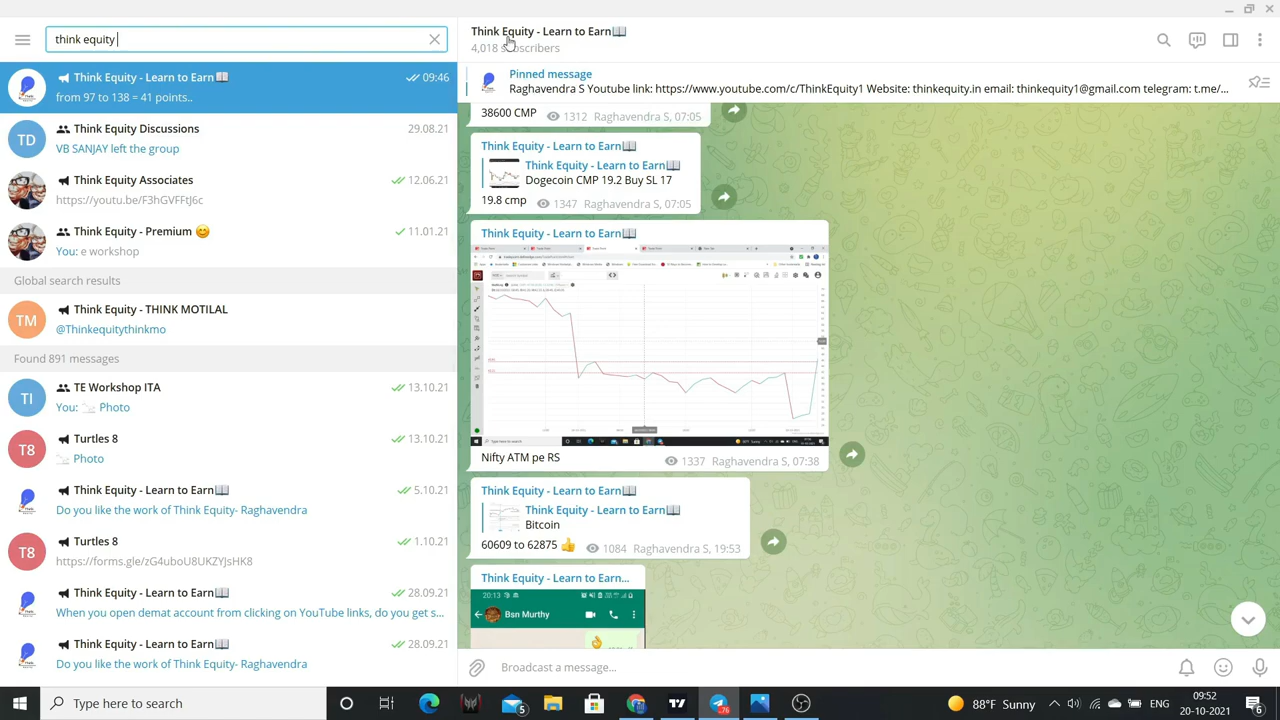 think equity
Think Equity - Learn to Earn📖
09:46
from 97 to 138 = 41 points..
TD
Think Equity Discussions
29.08.21
VB SANJAY left the group
Think Equity Associates
12.06.21
https://youtu.be/F3hGVFFtJ6c
Think Equity - Premium 😊
11.01.21
You: e workshop
Global search results
TM
Think Equity - THINK MOTILAL
@Thinkequitythinkmo
Found 891 messages
TI
TE Workshop ITA
13.10.21
You: Photo
T8
Turtles 8
13.10.21
Photo
Think Equity - Learn to Earn📖
5.10.21
Do you like the work of Think Equity- Raghavendra
T8
Turtles 8
1.10.21
https://forms.gle/zG4uboU8UKZYJsHK8
Think Equity - Learn to Earn📖
28.09.21
When you open demat account from clicking on YouTube links, do you get s...
Think Equity - Learn to Earn📖
28.09.21
Do you like the work of Think Equity- Raghavendra
Think Equity - Learn to Earn📖
4,018 subscribers
Pinned message
Raghavendra S Youtube link: https://www.youtube.com/c/ThinkEquity1 Website: thinkequity.in email: thinkequity1@gmail.com telegram: t.me/...
38600 CMP 1312 Raghavendra S, 07:05
Think Equity - Learn to Earn📖
Think Equity - Learn to Earn📖
Dogecoin CMP 19.2 Buy SL 17
19.8 cmp 1347 Raghavendra S, 07:05
Think Equity - Learn to Earn📖
Nifty ATM pe RS 1337 Raghavendra S, 07:38
Think Equity - Learn to Earn📖
Think Equity - Learn to Earn📖
Bitcoin
60609 to 62875 👍 1084 Raghavendra S, 19:53
Think Equity - Learn to Earn...
20:13
Bsn Murthy
Broadcast a message...
Type here to search
5
76
88°F Sunny
ENG
09:52
20-10-2021
6